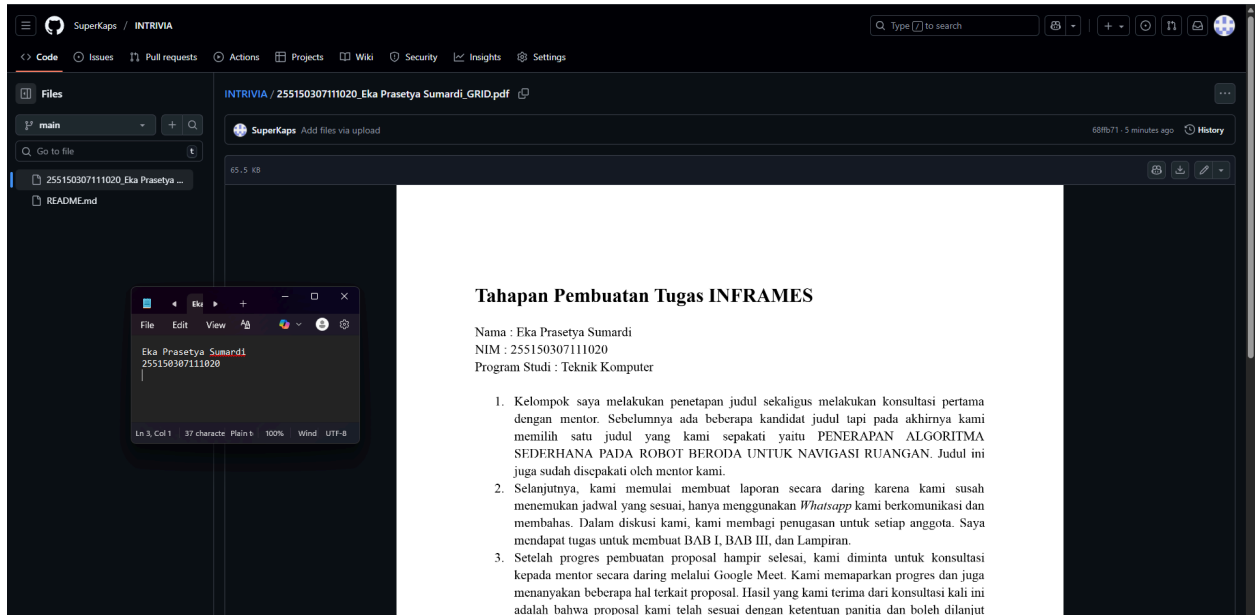 SuperKaps / INTRIVIA
Type / to search
Code Issues Pull requests Actions Projects Wiki Security Insights Settings
Files
main
Go to file
t
255150307111020_Eka Prasetya ...
README.md
INTRIVIA / 255150307111020_Eka Prasetya Sumardi_GRID.pdf
SuperKaps Add files via upload
68ffb71 · 5 minutes ago History
65.5 KB
Eka
File Edit View
Eka Prasetya Sumardi
255150307111020
Ln 3, Col 1 37 characte Plain t 100% Wind UTF-8
Tahapan Pembuatan Tugas INFRAMES
Nama : Eka Prasetya Sumardi
NIM : 255150307111020
Program Studi : Teknik Komputer
1. Kelompok saya melakukan penetapan judul sekaligus melakukan konsultasi pertama
dengan mentor. Sebelumnya ada beberapa kandidat judul tapi pada akhirnya kami
memilih satu judul yang kami sepakati yaitu PENERAPAN ALGORITMA
SEDERHANA PADA ROBOT BERODA UNTUK NAVIGASI RUANGAN. Judul ini
juga sudah disepakati oleh mentor kami.
2. Selanjutnya, kami memulai membuat laporan secara daring karena kami susah
menemukan jadwal yang sesuai, hanya menggunakan Whatsapp kami berkomunikasi dan
membahas. Dalam diskusi kami, kami membagi penugasan untuk setiap anggota. Saya
mendapat tugas untuk membuat BAB I, BAB III, dan Lampiran.
3. Setelah progres pembuatan proposal hampir selesai, kami diminta untuk konsultasi
kepada mentor secara daring melalui Google Meet. Kami memaparkan progres dan juga
menanyakan beberapa hal terkait proposal. Hasil yang kami terima dari konsultasi kali ini
adalah bahwa proposal kami telah sesuai dengan ketentuan panitia dan boleh dilanjut